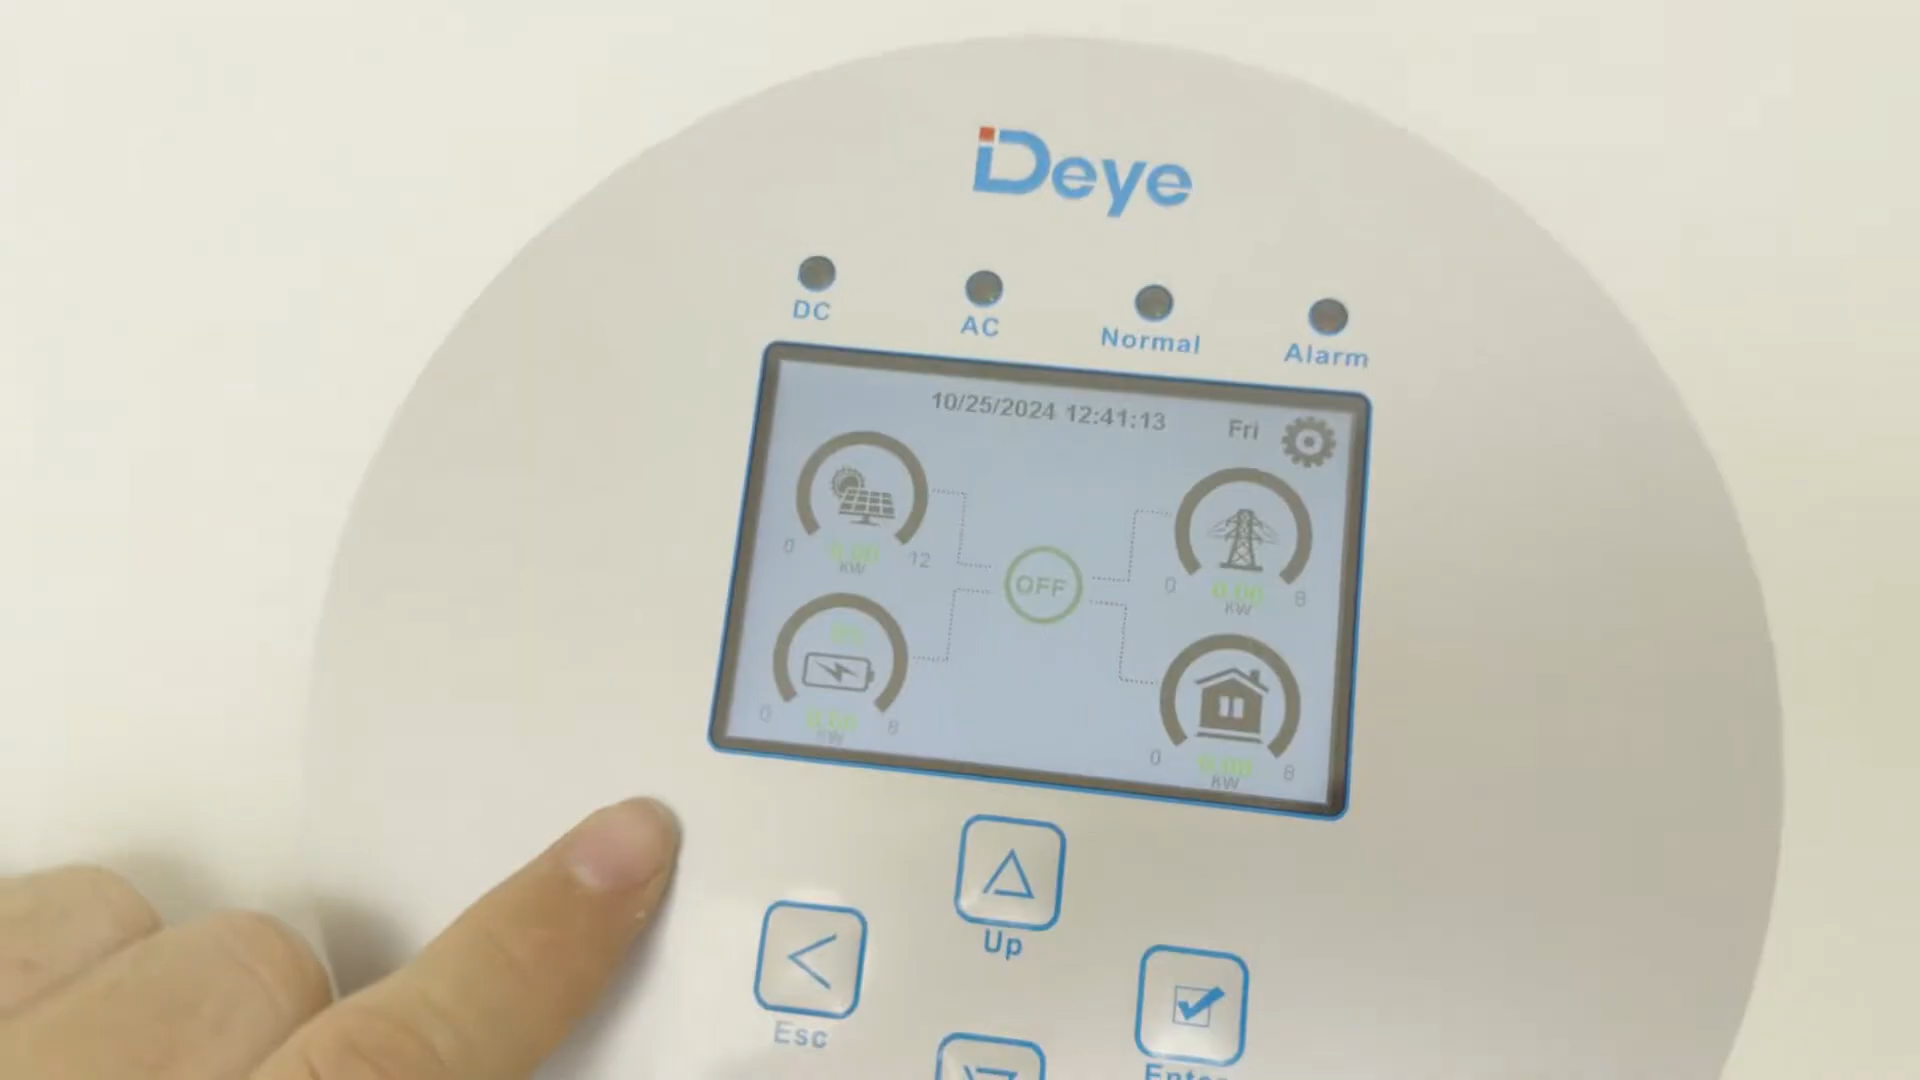 Deye
DC
AC
Normal
Alarm
10/25/2024 12:41:13
Fri
0
0.00
12
KW
0
0.00
8
KW
OFF
0
0.00
8
KW
0
0.00
8
KW
Up
Esc